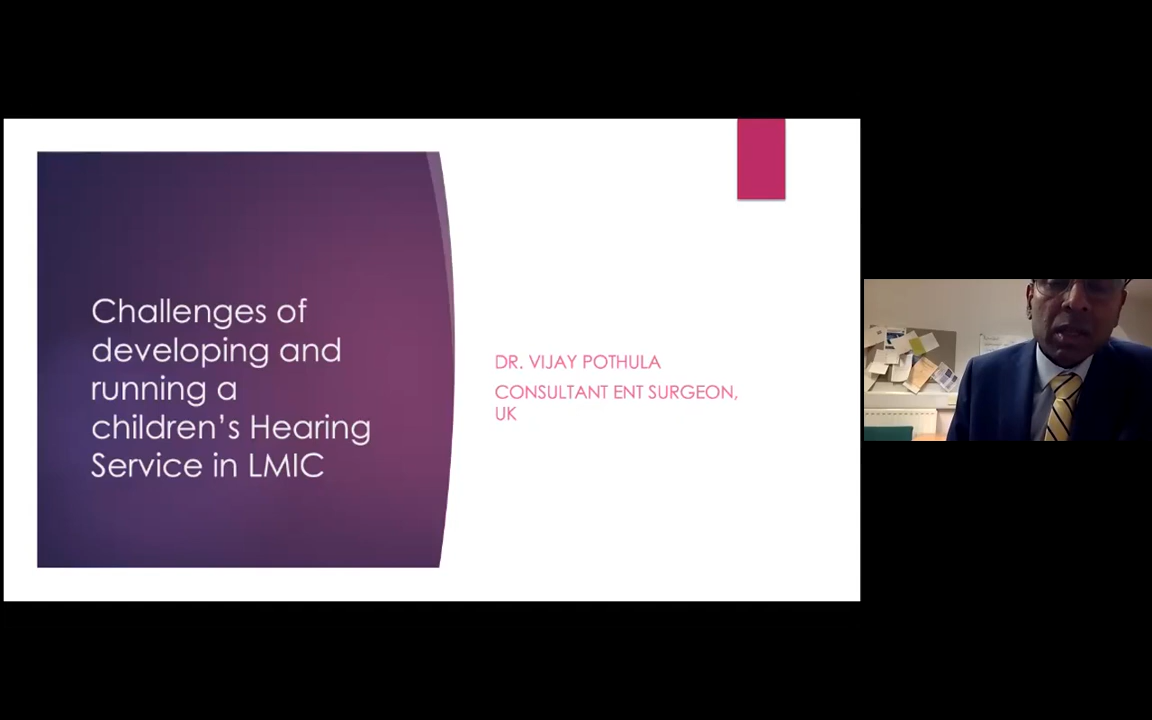 Challenges of
developing and
running a
children's Hearing
Service in LMIC
DR. VIJAY POTHULA
CONSULTANT ENT SURGEON,
UK